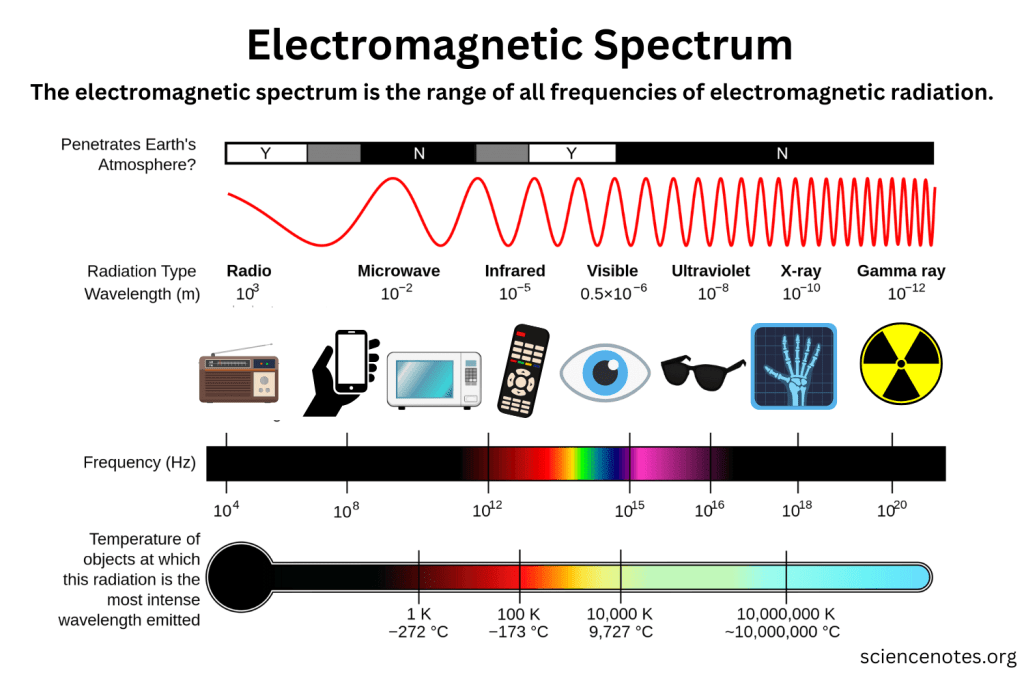 Electromagnetic Spectrum
The electromagnetic spectrum is the range of all frequencies of electromagnetic radiation.
Penetrates Earth's
Atmosphere?
Y N Y N
Radiation Type Radio Microwave Infrared Visible Ultraviolet X-ray Gamma ray
Wavelength (m) 10³ 10⁻² 10⁻⁵ 0.5×10⁻⁶ 10⁻⁸ 10⁻¹⁰ 10⁻¹²
Frequency (Hz)
10⁴ 10⁸ 10¹² 10¹⁵ 10¹⁶ 10¹⁸ 10²⁰
Temperature of
objects at which
this radiation is the
most intense
wavelength emitted
1 K 100 K 10,000 K 10,000,000 K
−272 °C −173 °C 9,727 °C ~10,000,000 °C
sciencenotes.org